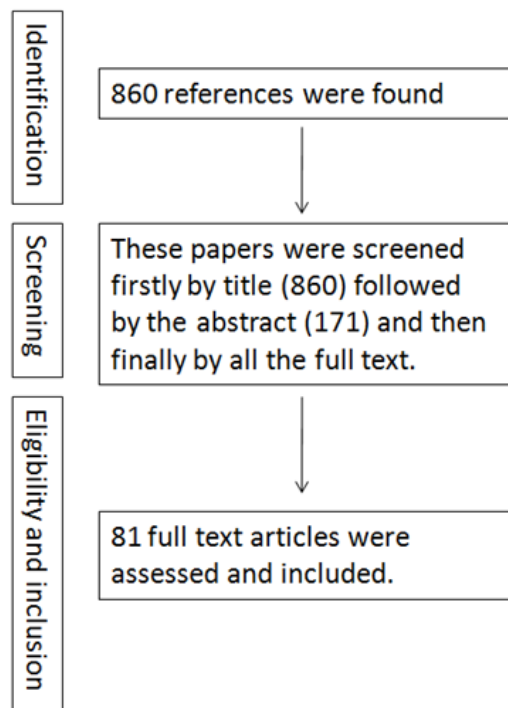 Identification
860 references were found
Screening
These papers were screened
firstly by title (860) followed
by the abstract (171) and then
finally by all the full text.
Eligibility and inclusion
81 full text articles were
assessed and included.